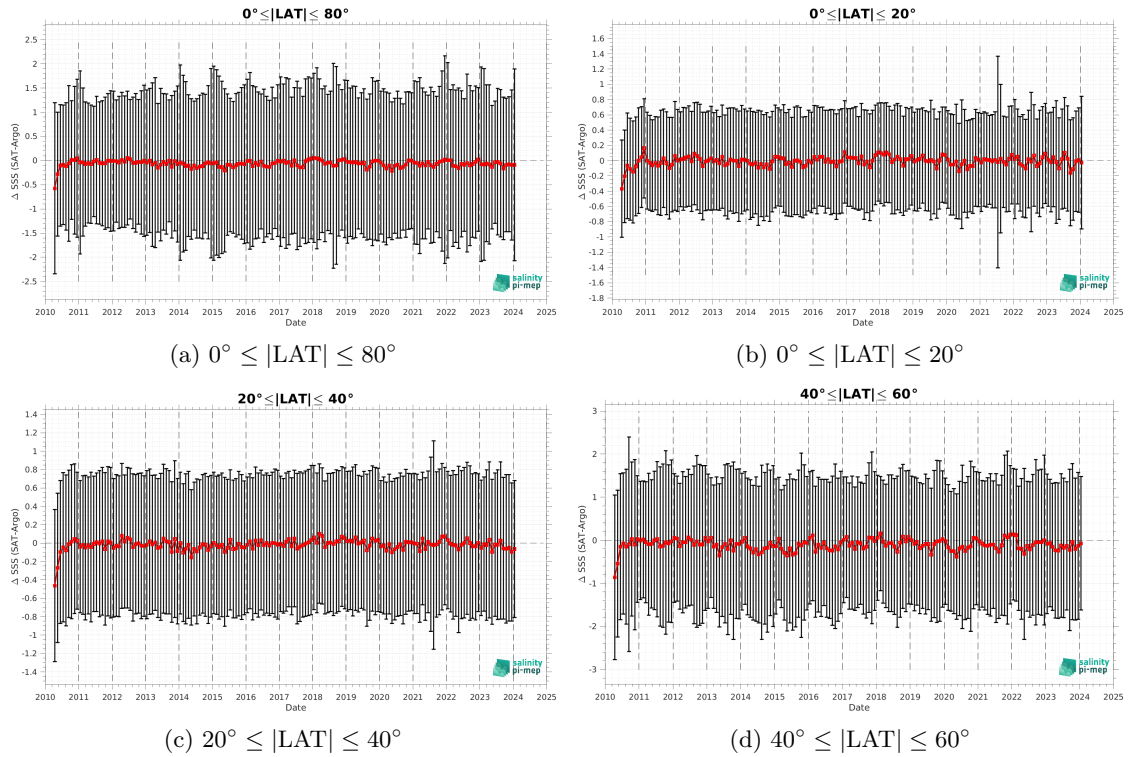 0°≤|LAT|≤ 80°
2.5
2
1.5
1
0.5
0
-0.5
-1
-1.5
-2
-2.5
Δ SSS (SAT-Argo)
2010 2011 2012 2013 2014 2015 2016 2017 2018 2019 2020 2021 2022 2023 2024 2025
Date
salinity
pi-mep
(a) 0° ≤ |LAT| ≤ 80°
0°≤|LAT|≤ 20°
1.6
1.4
1.2
1
0.8
0.6
0.4
0.2
0
-0.2
-0.4
-0.6
-0.8
-1
-1.2
-1.4
-1.6
-1.8
Δ SSS (SAT-Argo)
2010 2011 2012 2013 2014 2015 2016 2017 2018 2019 2020 2021 2022 2023 2024 2025
Date
salinity
pi-mep
(b) 0° ≤ |LAT| ≤ 20°
20°≤|LAT|≤ 40°
1.4
1.2
1
0.8
0.6
0.4
0.2
0
-0.2
-0.4
-0.6
-0.8
-1
-1.2
-1.4
Δ SSS (SAT-Argo)
2010 2011 2012 2013 2014 2015 2016 2017 2018 2019 2020 2021 2022 2023 2024 2025
Date
salinity
pi-mep
(c) 20° ≤ |LAT| ≤ 40°
40°≤|LAT|≤ 60°
3
2
1
0
-1
-2
-3
Δ SSS (SAT-Argo)
2010 2011 2012 2013 2014 2015 2016 2017 2018 2019 2020 2021 2022 2023 2024 2025
Date
salinity
pi-mep
(d) 40° ≤ |LAT| ≤ 60°